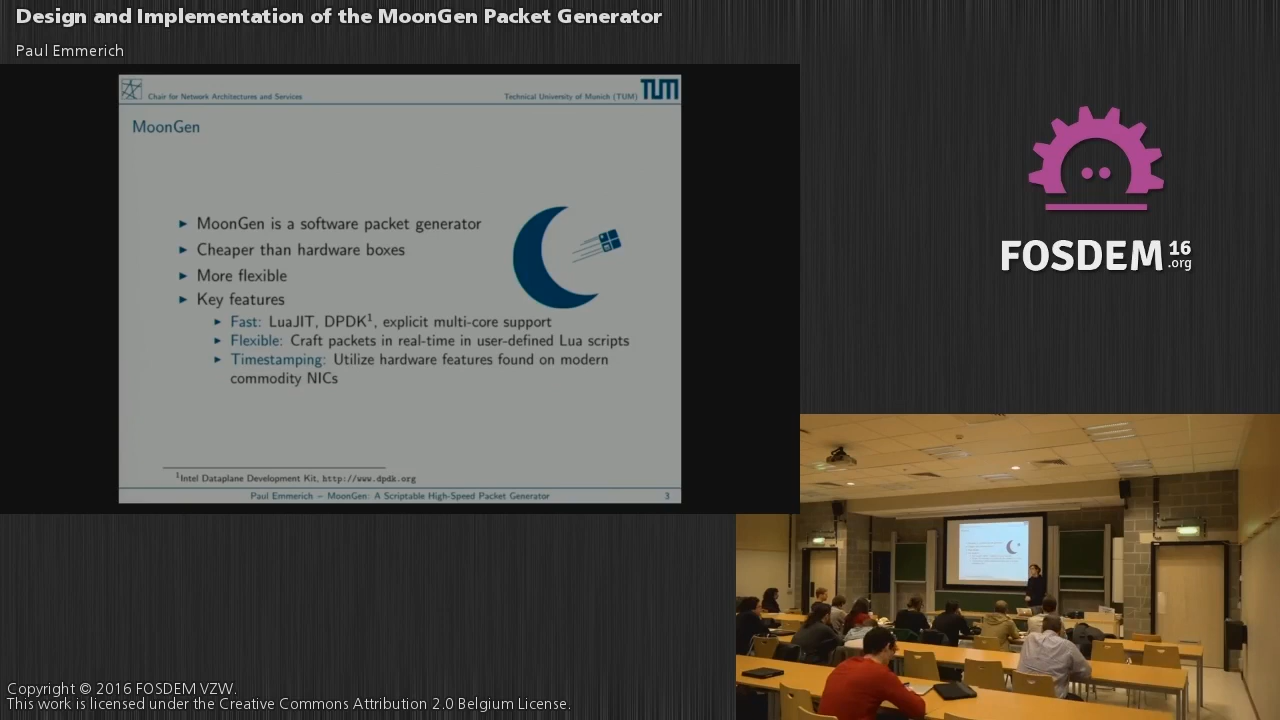 Design and Implementation of the MoonGen Packet Generator
Paul Emmerich
Chair for Network Architectures and Services
Technical University of Munich (TUM)
TUM
MoonGen
MoonGen is a software packet generator
Cheaper than hardware boxes
More flexible
Key features
Fast: LuaJIT, DPDK¹, explicit multi-core support
Flexible: Craft packets in real-time in user-defined Lua scripts
Timestamping: Utilize hardware features found on modern
commodity NICs
¹Intel Dataplane Development Kit, http://www.dpdk.org
Paul Emmerich – MoonGen: A Scriptable High-Speed Packet Generator
3
FOSDEM 16
.org
Copyright © 2016 FOSDEM VZW.
This work is licensed under the Creative Commons Attribution 2.0 Belgium License.